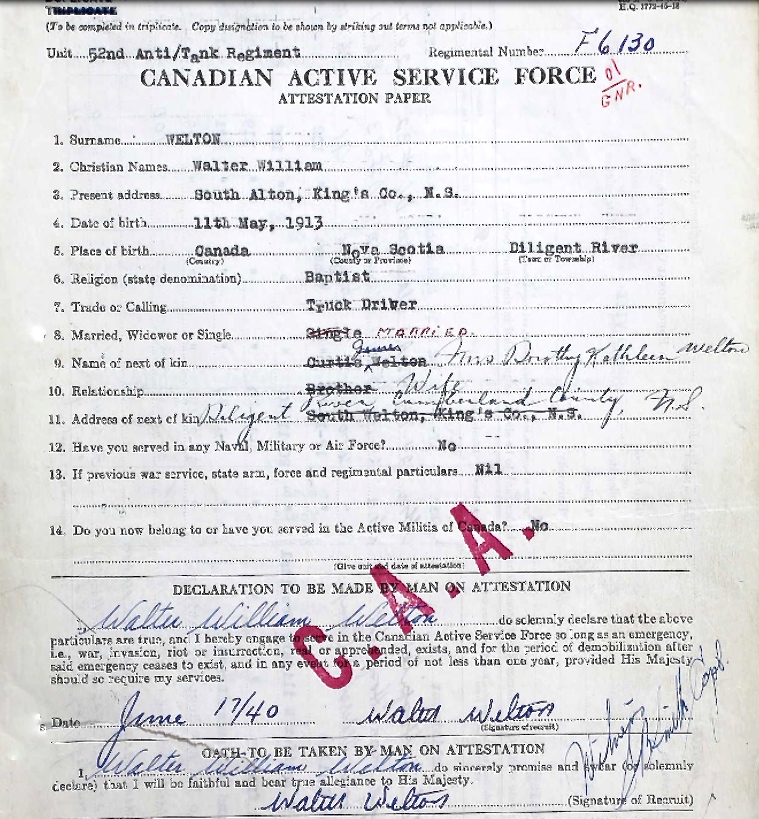 TRIPLICATE
H.Q. 1772-45-18
(To be completed in triplicate. Copy designation to be shown by striking out terms not applicable.)
Unit 52nd Anti/Tank Regiment Regimental Number F6130
CANADIAN ACTIVE SERVICE FORCE 01 GNR.
ATTESTATION PAPER
1. Surname WELTON
2. Christian Names Walter William
3. Present address South Alton, King's Co., N.S.
4. Date of birth 11th May, 1913
5. Place of birth Canada Nova Scotia Diligent River
(Country) (County or Province) (Town or Township)
6. Religion (state denomination) Baptist
7. Trade or Calling Truck Driver
8. Married, Widower or Single Single MARRIED.
9. Name of next of kin Curtis Welton Mrs Dorothy Kathleen Welton
10. Relationship Brother Wife
11. Address of next of kin Diligent River Cumberland County, N.S. South Welton, King's Co., N.S.
12. Have you served in any Naval, Military or Air Force? No
13. If previous war service, state arm, force and regimental particulars Nil
14. Do you now belong to or have you served in the Active Militia of Canada? No
(Give unit and date of attestation)
C.A.A.
DECLARATION TO BE MADE BY MAN ON ATTESTATION
I, Walter William Welton do solemnly declare that the above
particulars are true, and I hereby engage to serve in the Canadian Active Service Force so long as an emergency,
i.e., war, invasion, riot or insurrection, real or apprehended, exists, and for the period of demobilization after
said emergency ceases to exist, and in any event for a period of not less than one year, provided His Majesty
should so require my services.
Date June 17/40 Walter Welton
(Signature of recruit)
OATH TO BE TAKEN BY MAN ON ATTESTATION
I, Walter William Welton do sincerely promise and swear (or solemnly
declare) that I will be faithful and bear true allegiance to His Majesty.
Walter Welton (Signature of Recruit)